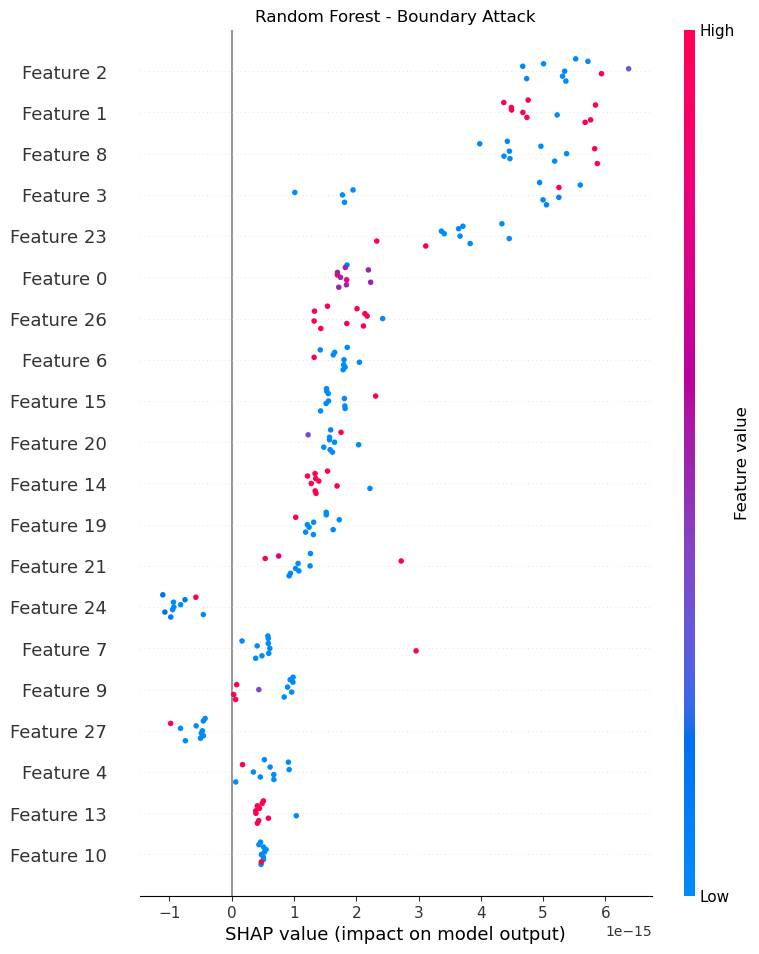 Random Forest - Boundary Attack
High
Feature 2
Feature 1
Feature 8
Feature 3
Feature 23
Feature 0
Feature 26
Feature 6
Feature 15
Feature 20
Feature 14
Feature 19
Feature 21
Feature 24
Feature 7
Feature 9
Feature 27
Feature 4
Feature 13
Feature 10
Feature value
Low
−1 0 1 2 3 4 5 6
1e−15
SHAP value (impact on model output)